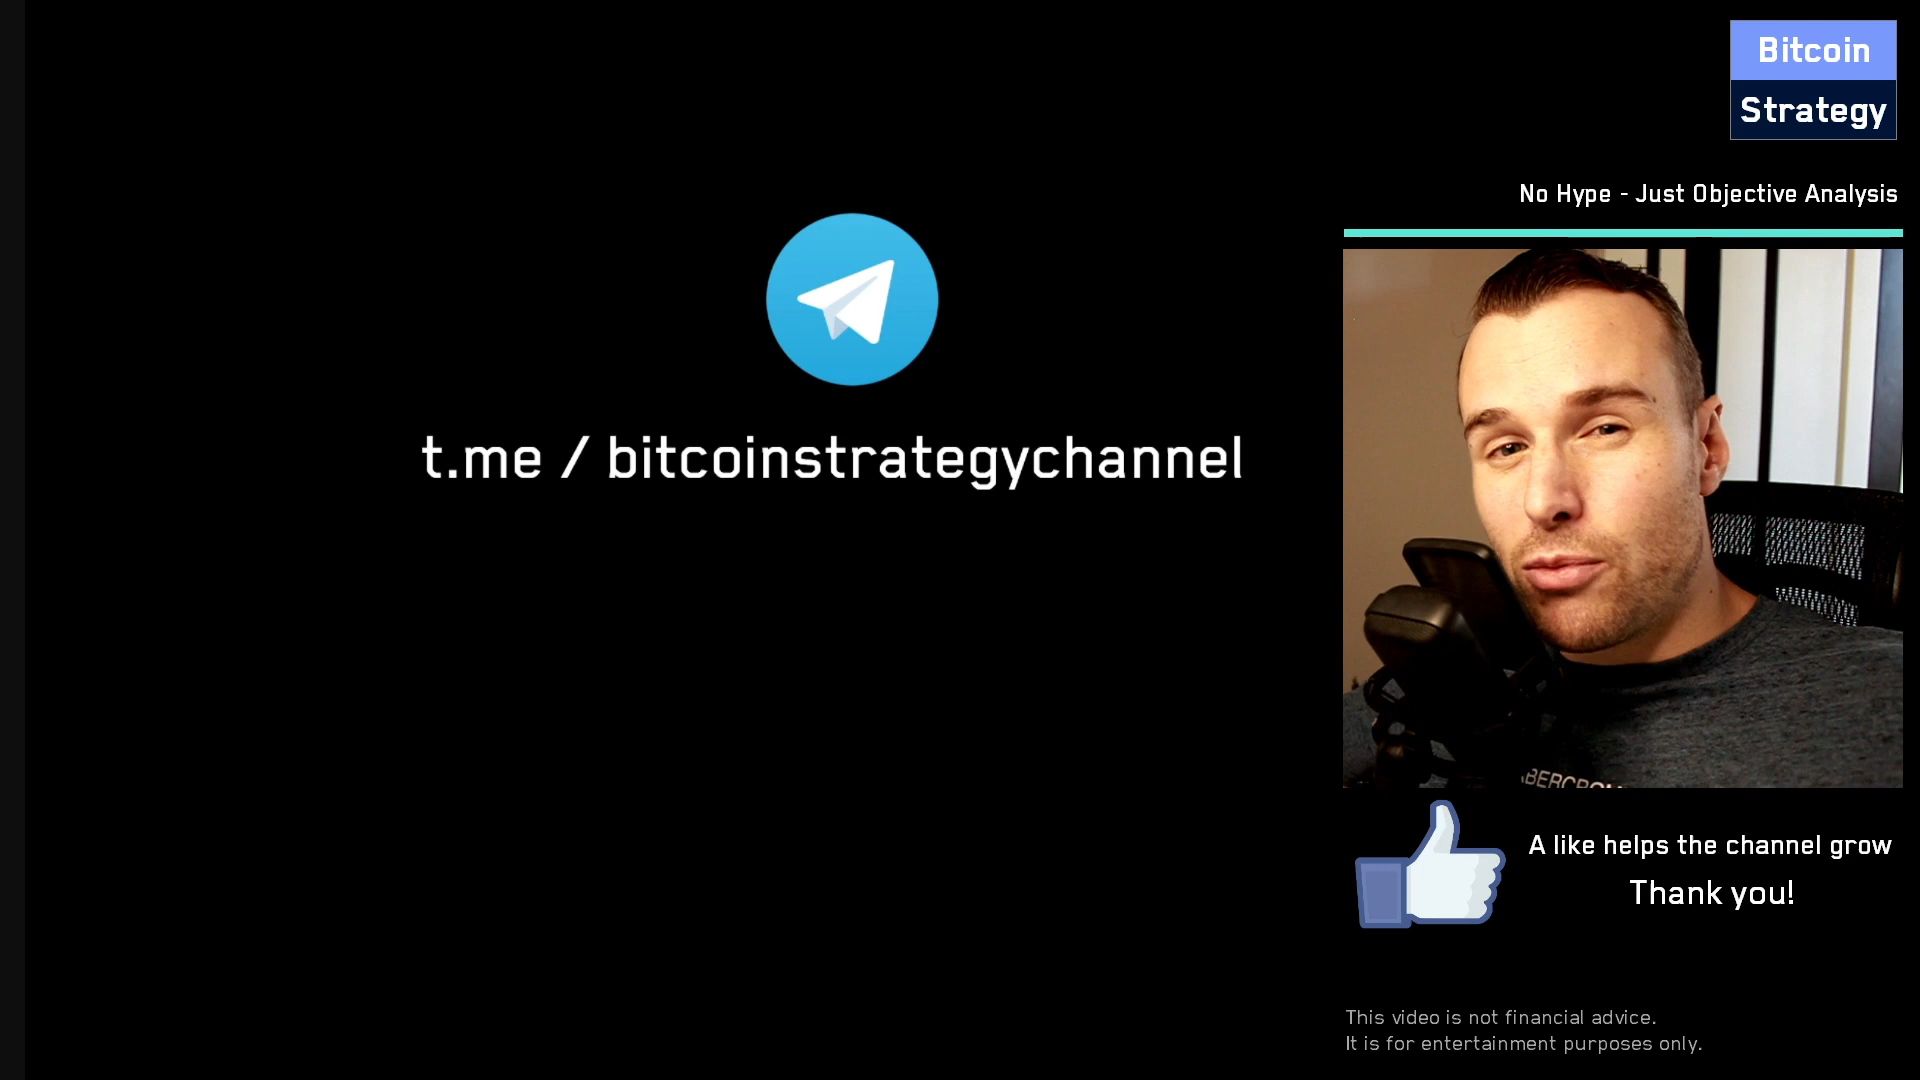 Bitcoin
Strategy
No Hype - Just Objective Analysis
t.me / bitcoinstrategychannel
A like helps the channel grow
Thank you!
This video is not financial advice.
It is for entertainment purposes only.